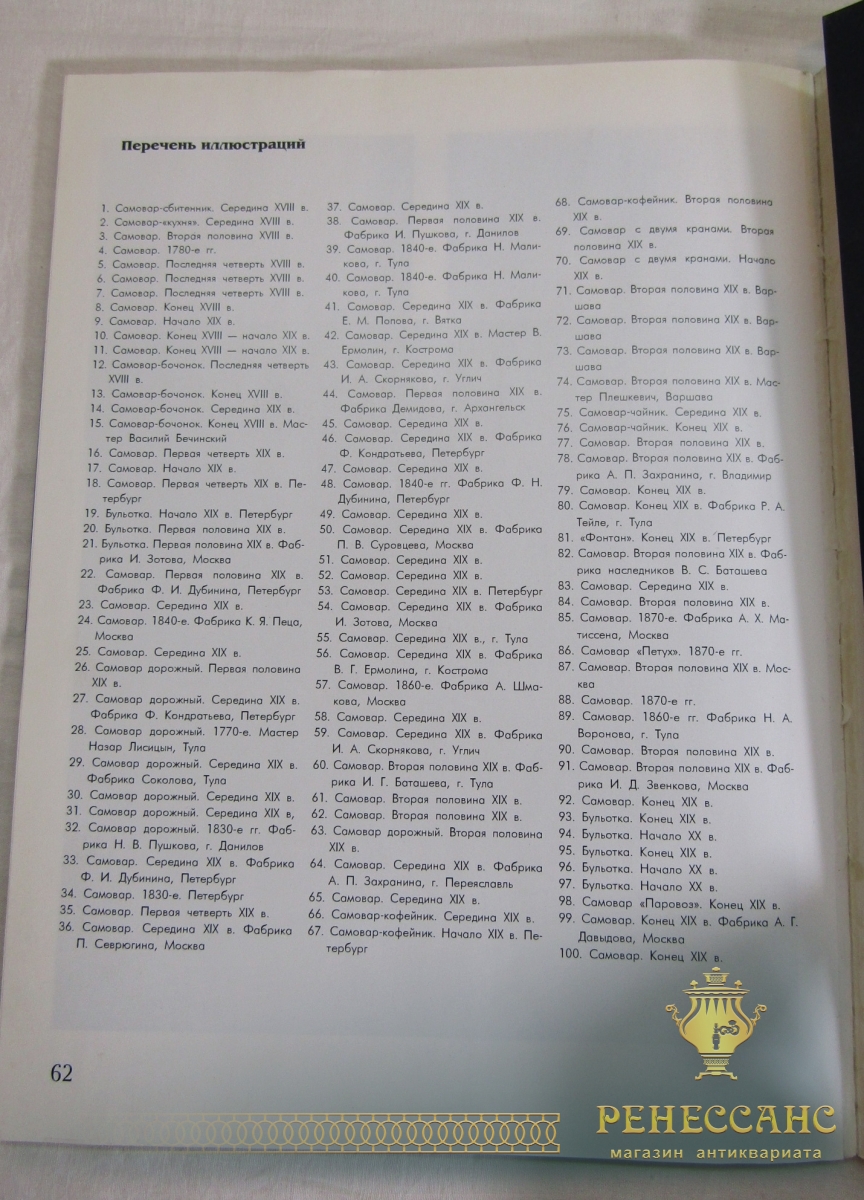 Перечень иллюстраций
1. Самовар-сбитенник. Середина XVIII в.
2. Самовар-«кухня». Середина XVIII в.
3. Самовар. Вторая половина XVIII в.
4. Самовар. 1780-е гг.
5. Самовар. Последняя четверть XVIII в.
6. Самовар. Последняя четверть XVIII в.
7. Самовар. Последняя четверть XVIII в.
8. Самовар. Конец XVIII в.
9. Самовар. Начало XIX в.
10. Самовар. Конец XVIII — начало XIX в.
11. Самовар. Конец XVIII — начало XIX в.
12. Самовар-бочонок. Последняя четверть
XVIII в.
13. Самовар-бочонок. Конец XVIII в.
14. Самовар-бочонок. Середина XIX в.
15. Самовар-бочонок. Конец XVIII в. Мас-
тер Василий Бечинский
16. Самовар. Первая четверть XIX в.
17. Самовар. Начало XIX в.
18. Самовар. Первая четверть XIX в. Пе-
тербург
19. Бульотка. Начало XIX в. Петербург
20. Бульотка. Первая половина XIX в.
21. Бульотка. Первая половина XIX в. Фаб-
рика И. Зотова, Москва
22. Самовар. Первая половина XIX в.
Фабрика Ф. И. Дубинина, Петербург
23. Самовар. Середина XIX в.
24. Самовар. 1840-е. Фабрика К. Я. Пеца,
Москва
25. Самовар. Середина XIX в.
26. Самовар дорожный. Первая половина
XIX в.
27. Самовар дорожный. Середина XIX в.
Фабрика Ф. Кондратьева, Петербург
28. Самовар дорожный. 1770-е. Мастер
Назар Лисицын, Тула
29. Самовар дорожный. Середина XIX в.
Фабрика Соколова, Тула
30. Самовар дорожный. Середина XIX в.
31. Самовар дорожный. Середина XIX в,
32. Самовар дорожный. 1830-е гг. Фаб-
рика Н. В. Пушкова, г. Данилов
33. Самовар. Середина XIX в. Фабрика
Ф. И. Дубинина, Петербург
34. Самовар. 1830-е. Петербург
35. Самовар. Первая четверть XIX в.
36. Самовар. Середина XIX в. Фабрика
П. Севрюгина, Москва
37. Самовар. Середина XIX в.
38. Самовар. Первая половина XIX в.
Фабрика И. Пушкова, г. Данилов
39. Самовар. 1840-е. Фабрика Н. Мали-
кова, г. Тула
40. Самовар. 1840-е. Фабрика Н. Мали-
кова, г. Тула
41. Самовар. Середина XIX в. Фабрика
Е. М. Попова, г. Вятка
42. Самовар. Середина XIX в. Мастер В.
Ермолин, г. Кострома
43. Самовар. Середина XIX в. Фабрика
И. А. Скорнякова, г. Углич
44. Самовар. Первая половина XIX в.
Фабрика Демидова, г. Архангельск
45. Самовар. Середина XIX в.
46. Самовар. Середина XIX в. Фабрика
Ф. Кондратьева, Петербург
47. Самовар. Середина XIX в.
48. Самовар. 1840-е гг. Фабрика Ф. Н.
Дубинина, Петербург
49. Самовар. Середина XIX в.
50. Самовар. Середина XIX в. Фабрика
П. В. Суровцева, Москва
51. Самовар. Середина XIX в.
52. Самовар. Середина XIX в.
53. Самовар. Середина XIX в. Петербург
54. Самовар. Середина XIX в. Фабрика
И. Зотова, Москва
55. Самовар. Середина XIX в., г. Тула
56. Самовар. Середина XIX в. Фабрика
В. Г. Ермолина, г. Кострома
57. Самовар. 1860-е. Фабрика А. Шма-
кова, Москва
58. Самовар. Середина XIX в.
59. Самовар. Середина XIX в. Фабрика
И. А. Скорнякова, г. Углич
60. Самовар. Вторая половина XIX в. Фаб-
рика И. Г. Баташева, г. Тула
61. Самовар. Вторая половина XIX в.
62. Самовар. Вторая половина XIX в.
63. Самовар дорожный. Вторая половина
XIX в.
64. Самовар. Середина XIX в. Фабрика
А. П. Захранина, г. Переяславль
65. Самовар. Середина XIX в.
66. Самовар-кофейник. Середина XIX в.
67. Самовар-кофейник. Начало XIX в. Пе-
тербург
68. Самовар-кофейник. Вторая половина
XIX в.
69. Самовар с двумя кранами. Вторая
половина XIX в.
70. Самовар с двумя кранами. Начало
XIX в.
71. Самовар. Вторая половина XIX в. Вар-
шава
72. Самовар. Вторая половина XIX в. Вар-
шава
73. Самовар. Вторая половина XIX в. Вар-
шава
74. Самовар. Вторая половина XIX в. Мас-
тер Плешкевич, Варшава
75. Самовар-чайник. Середина XIX в.
76. Самовар-чайник. Конец XIX в.
77. Самовар. Вторая половина XIX в.
78. Самовар. Вторая половина XIX в. Фаб-
рика А. П. Захранина, г. Владимир
79. Самовар. Конец XIX в.
80. Самовар. Конец XIX в. Фабрика Р. А.
Тейле, г. Тула
81. «Фонтан». Конец XIX в. Петербург
82. Самовар. Вторая половина XIX в. Фаб-
рика наследников В. С. Баташева
83. Самовар. Середина XIX в.
84. Самовар. Вторая половина XIX в.
85. Самовар. 1870-е. Фабрика А. Х. Ма-
тиссена, Москва
86. Самовар «Петух». 1870-е гг.
87. Самовар. Вторая половина XIX в. Мос-
ква
88. Самовар. 1870-е гг.
89. Самовар. 1860-е гг. Фабрика Н. А.
Воронова, г. Тула
90. Самовар. Вторая половина XIX в.
91. Самовар. Вторая половина XIX в. Фаб-
рика И. Д. Звенкова, Москва
92. Самовар. Конец XIX в.
93. Бульотка. Конец XIX в.
94. Бульотка. Начало XX в.
95. Бульотка. Конец XIX в.
96. Бульотка. Начало XX в.
97. Бульотка. Начало XX в.
98. Самовар «Паровоз». Конец XIX в.
99. Самовар. Конец XIX в. Фабрика А. Г.
Давыдова, Москва
100. Самовар. Конец XIX в.
62
РЕНЕССАНС
магазин антиквариата